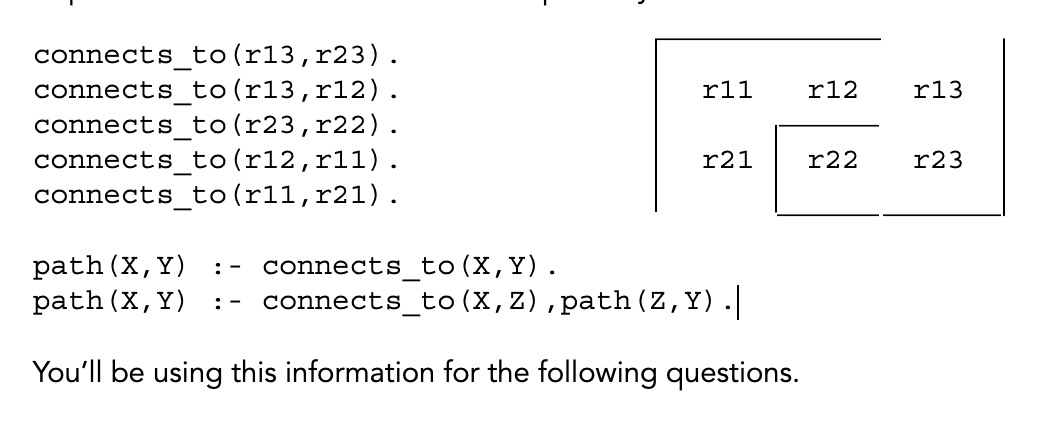 connects_to(r13,r23).
connects_to(r13,r12).
connects_to(r23,r22).
connects_to(r12,r11).
connects_to(r11,r21).
r11 r12 r13
r21 r22 r23
path(X,Y) :- connects_to(X,Y).
path(X,Y) :- connects_to(X,Z),path(Z,Y).
You’ll be using this information for the following questions.